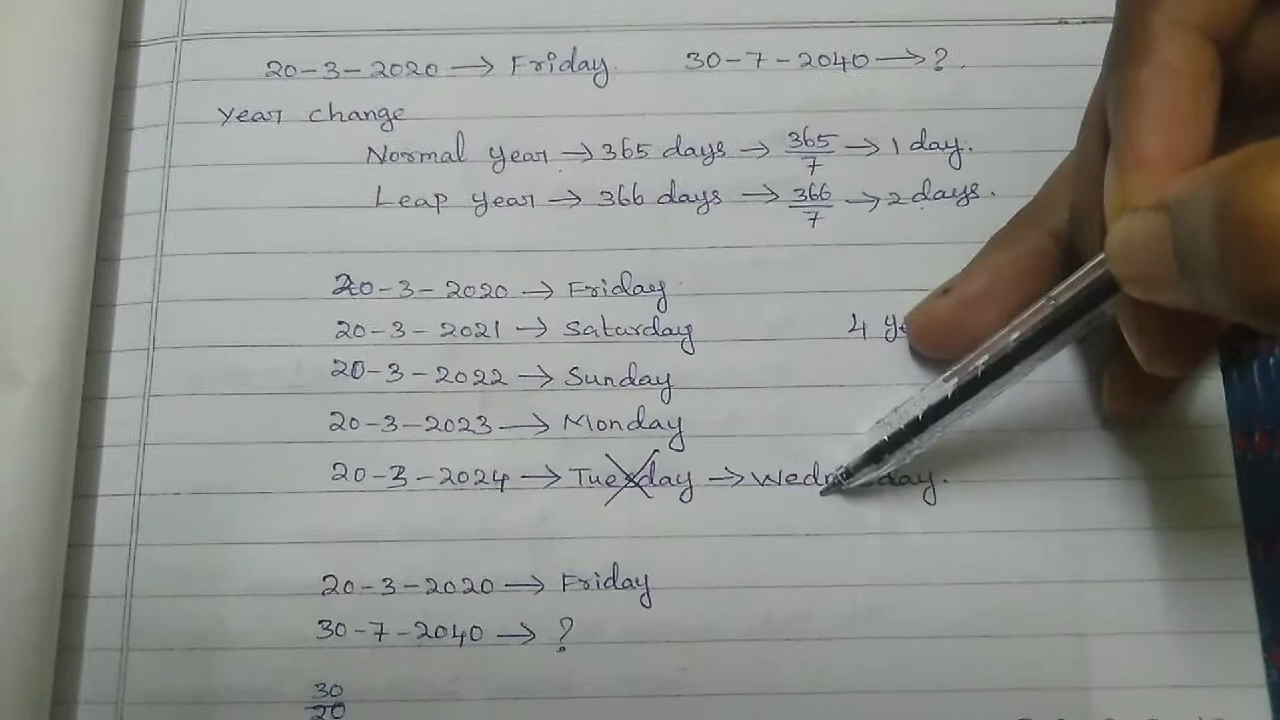 20-3-2020 → Friday. 30-7-2040 → ?.
Year change
Normal year → 365 days → 365/7 → 1 day.
Leap year → 366 days → 366/7 → 2 days.
20-3-2020 → Friday
20-3-2021 → Saturday 4
20-3-2022 → Sunday
20-3-2023 → Monday
20-3-2024 → Tuesday →
20-3-2020 → Friday
30-7-2040 → ?
30
20